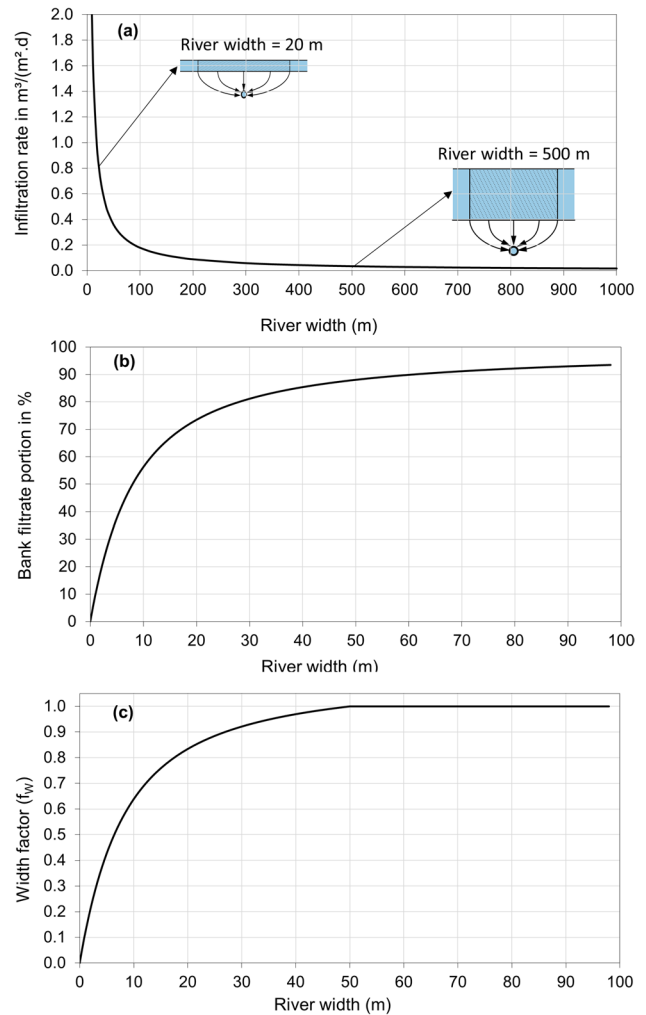 (a)
Infiltration rate in m³/(m².d)
2.0
1.8
1.6
1.4
1.2
1.0
0.8
0.6
0.4
0.2
0.0
River width = 20 m
River width = 500 m
0 100 200 300 400 500 600 700 800 900 1000
River width (m)
(b)
Bank filtrate portion in %
100
90
80
70
60
50
40
30
20
10
0
0 10 20 30 40 50 60 70 80 90 100
River width (m)
(c)
Width factor (fw)
1.0
0.9
0.8
0.7
0.6
0.5
0.4
0.3
0.2
0.1
0.0
0 10 20 30 40 50 60 70 80 90 100
River width (m)